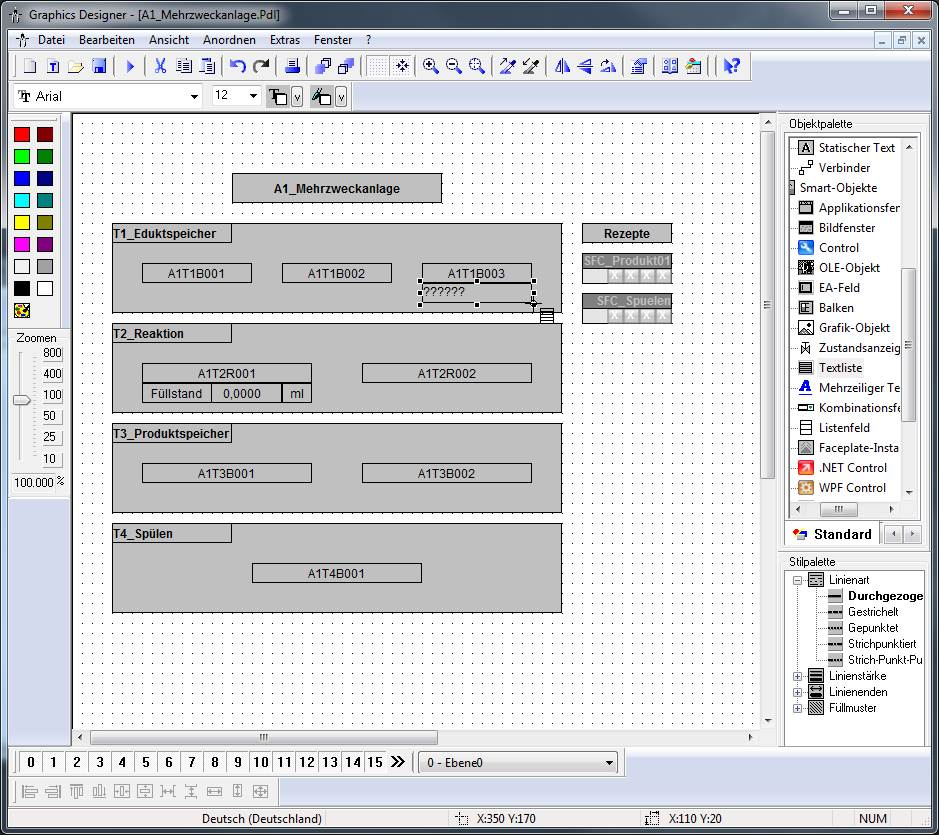 Graphics Designer - [A1_Mehrzweckanlage.Pdl]
Datei Bearbeiten Ansicht Anordnen Extras Fenster ?
Arial 12
A1_Mehrzweckanlage
T1_Eduktspeicher
A1T1B001 A1T1B002 A1T1B003
??????
Rezepte
SFC_Produkt01
X X X X
SFC_Spuelen
X X X X
T2_Reaktion
A1T2R001 A1T2R002
Füllstand 0,0000 ml
T3_Produktspeicher
A1T3B001 A1T3B002
T4_Spülen
A1T4B001
Zoomen
800
400
100
50
25
10
100.000 %
Objektpalette
Statischer Text
Verbinder
Smart-Objekte
Applikationsfen
Bildfenster
Control
OLE-Objekt
EA-Feld
Balken
Grafik-Objekt
Zustandsanzeig
Textliste
Mehrzeiliger Te
Kombinationsfe
Listenfeld
Faceplate-Insta
.NET Control
WPF Control
Standard
Stilpalette
Linienart
Durchgezoge
Gestrichelt
Gepunktet
Strichpunktiert
Strich-Punkt-Pu
Linienstärke
Linienenden
Füllmuster
0 1 2 3 4 5 6 7 8 9 10 11 12 13 14 15 0 - Ebene0
Deutsch (Deutschland) X:350 Y:170 X:110 Y:20 NUM